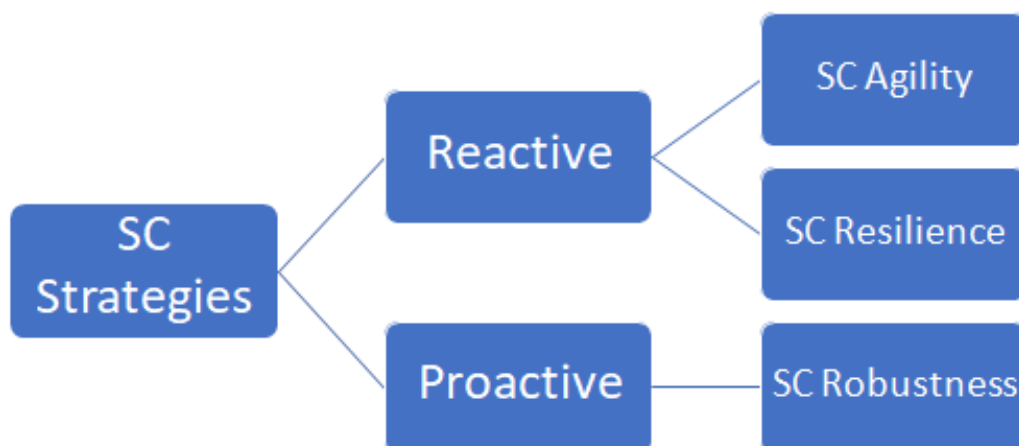 SC
Strategies
Reactive
Proactive
SC Agility
SC Resilience
SC Robustness